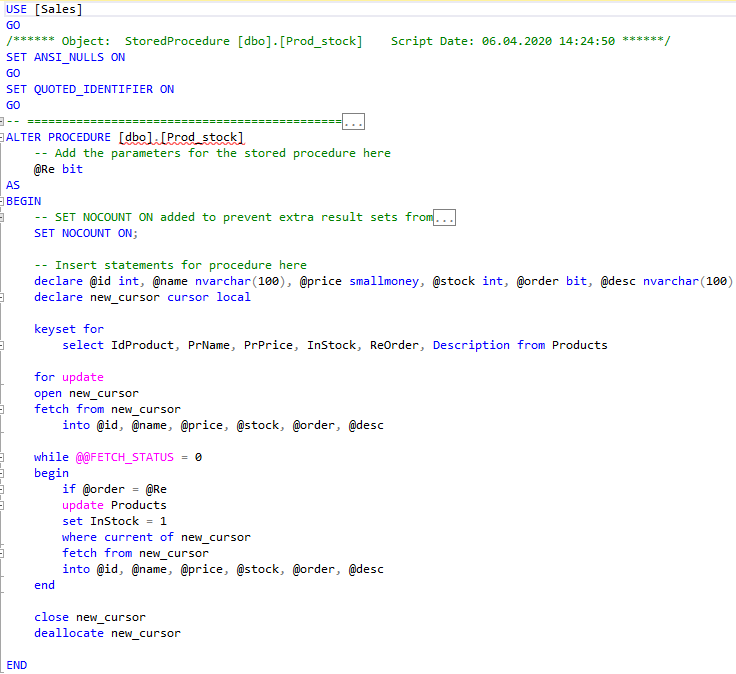 USE [Sales]
GO
/****** Object:  StoredProcedure [dbo].[Prod_stock]    Script Date: 06.04.2020 14:24:50 ******/
SET ANSI_NULLS ON
GO
SET QUOTED_IDENTIFIER ON
GO
-- =============================================...
ALTER PROCEDURE [dbo].[Prod_stock]
    -- Add the parameters for the stored procedure here
    @Re bit
AS
BEGIN
    -- SET NOCOUNT ON added to prevent extra result sets from...
    SET NOCOUNT ON;
    -- Insert statements for procedure here
    declare @id int, @name nvarchar(100), @price smallmoney, @stock int, @order bit, @desc nvarchar(100)
    declare new_cursor cursor local
    keyset for
        select IdProduct, PrName, PrPrice, InStock, ReOrder, Description from Products
    for update
    open new_cursor
    fetch from new_cursor
        into @id, @name, @price, @stock, @order, @desc
    while @@FETCH_STATUS = 0
    begin
        if @order = @Re
        update Products
        set InStock = 1
        where current of new_cursor
        fetch from new_cursor
        into @id, @name, @price, @stock, @order, @desc
    end
    close new_cursor
    deallocate new_cursor
END